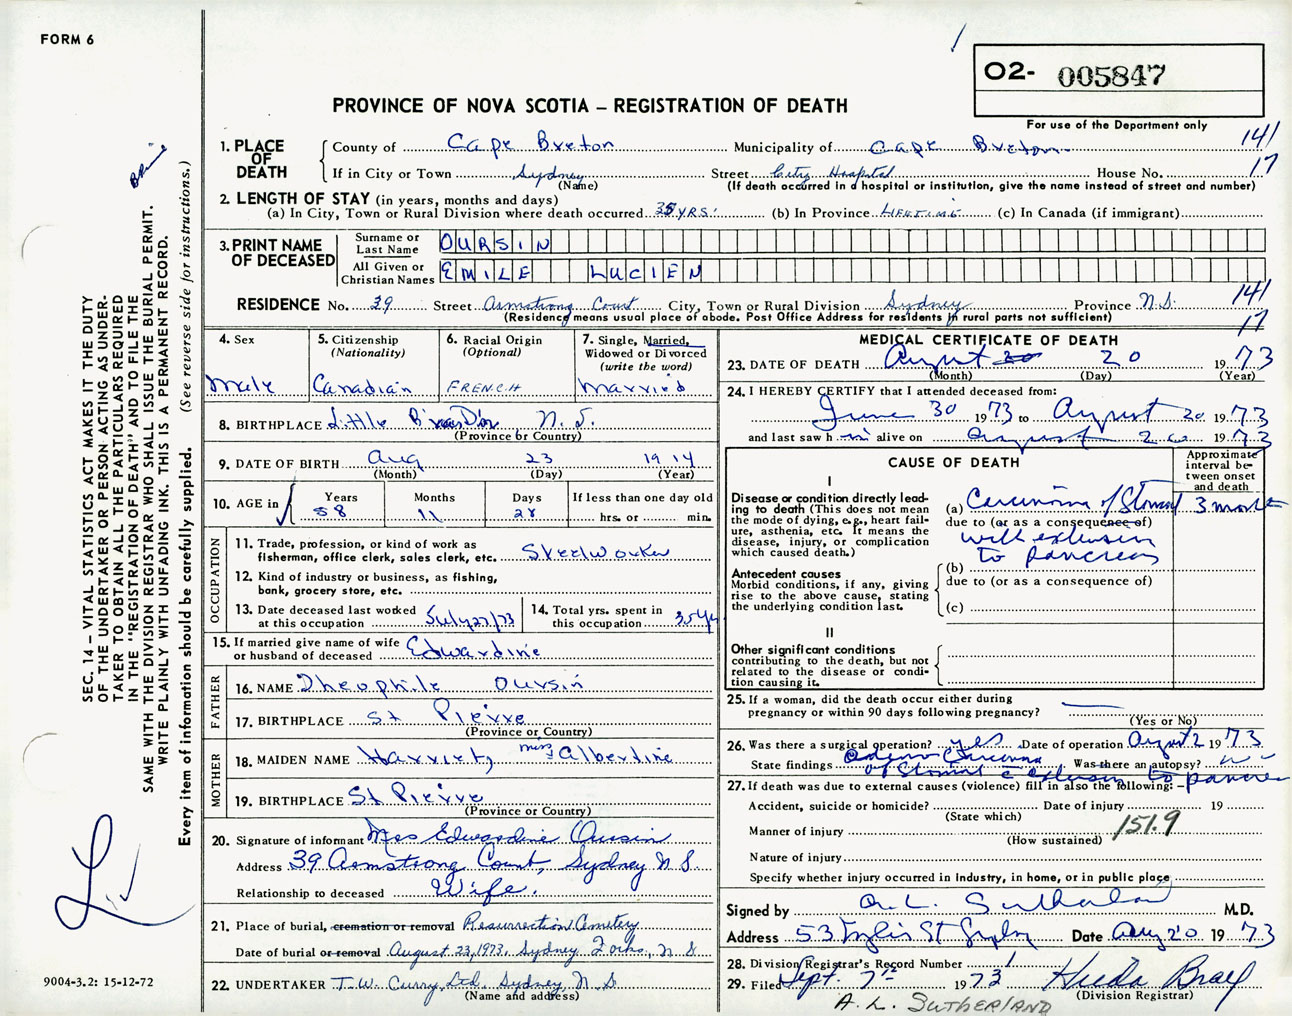 FORM 6
02- 005847
PROVINCE OF NOVA SCOTIA – REGISTRATION OF DEATH
For use of the Department only
1. PLACE OF DEATH
County of Cape Breton Municipality of Cape Breton 141
If in City or Town Sydney (Name) Street City Hospital House No. 17
(If death occurred in a hospital or institution, give the name instead of street and number)
2. LENGTH OF STAY (in years, months and days)
(a) In City, Town or Rural Division where death occurred 35 YRS. (b) In Province LIFETIME (c) In Canada (if immigrant)
3. PRINT NAME OF DECEASED
Surname or Last Name OURSIN
All Given or Christian Names EMILE LUCIEN
RESIDENCE No. 39 Street Armstrong Court City, Town or Rural Division Sydney Province N.S. 141
(Residence means usual place of abode. Post Office Address for residents in rural parts not sufficient) 17
4. Sex Male
5. Citizenship (Nationality) Canadian
6. Racial Origin (Optional) FRENCH
7. Single, Married, Widowed or Divorced (write the word) Married
8. BIRTHPLACE Little Bras D'or N.S.
(Province or Country)
9. DATE OF BIRTH Aug 23 1914
(Month) (Day) (Year)
10. AGE in Years 58 Months 11 Days 28 If less than one day old hrs. or min.
OCCUPATION
11. Trade, profession, or kind of work as fisherman, office clerk, sales clerk, etc. Steelworker
12. Kind of industry or business, as fishing, bank, grocery store, etc.
13. Date deceased last worked at this occupation July 27/73
14. Total yrs. spent in this occupation 35 Yrs
15. If married give name of wife or husband of deceased Edwardine
FATHER
16. NAME Theophile Oursin
17. BIRTHPLACE St Pierre
(Province or Country)
MOTHER
18. MAIDEN NAME Harriety, miss Albertine
19. BIRTHPLACE St Pierre
(Province or Country)
20. Signature of informant Mrs Edwardine Oursin
Address 39 Armstrong Court, Sydney N S
Relationship to deceased Wife.
21. Place of burial, cremation or removal Resurrection Cemetery
Date of burial or removal August 23, 1973, Sydney Forks, N S
22. UNDERTAKER T.W. Curry Ltd. Sydney, N S
(Name and address)
MEDICAL CERTIFICATE OF DEATH
23. DATE OF DEATH August 20 20 1973
(Month) (Day) (Year)
24. I HEREBY CERTIFY that I attended deceased from:
June 30 1973 to August 20 1973
and last saw h im alive on August 20 1973
CAUSE OF DEATH
Approximate interval between onset and death
I
Disease or condition directly leading to death (This does not mean the mode of dying, e.g., heart failure, asthenia, etc. It means the disease, injury, or complication which caused death.)
(a) Carcinoma of Stomach 3 months
due to (or as a consequence of)
with extension
to pancreas
Antecedent causes
Morbid conditions, if any, giving rise to the above cause, stating the underlying condition last.
(b)
due to (or as a consequence of)
(c)
II
Other significant conditions contributing to the death, but not related to the disease or condition causing it.
25. If a woman, did the death occur either during pregnancy or within 90 days following pregnancy?
(Yes or No)
26. Was there a surgical operation? yes Date of operation August 2 1973
State findings adeno Carcinoma Was there an autopsy? no
of Stomach c extension to pancreas
27. If death was due to external causes (violence) fill in also the following:
Accident, suicide or homicide? Date of injury 19
(State which)
Manner of injury 151.9
(How sustained)
Nature of injury
Specify whether injury occurred in industry, in home, or in public place
Signed by A. L. Sutherland M.D.
Address 53 St Date Aug 20 1973
28. Division Registrar's Record Number
29. Filed Sept. 7th 1973
(Division Registrar)
A. L. SUTHERLAND
SEC. 14 – VITAL STATISTICS ACT MAKES IT THE DUTY
OF THE UNDERTAKER OR PERSON ACTING AS UNDER-
TAKER TO OBTAIN ALL THE PARTICULARS REQUIRED
IN THE "REGISTRATION OF DEATH" AND TO FILE THE
SAME WITH THE DIVISION REGISTRAR WHO SHALL ISSUE THE BURIAL PERMIT.
WRITE PLAINLY WITH UNFADING INK. THIS IS A PERMANENT RECORD.
Every item of information should be carefully supplied. (See reverse side for instructions.)
9004-3.2: 15-12-72